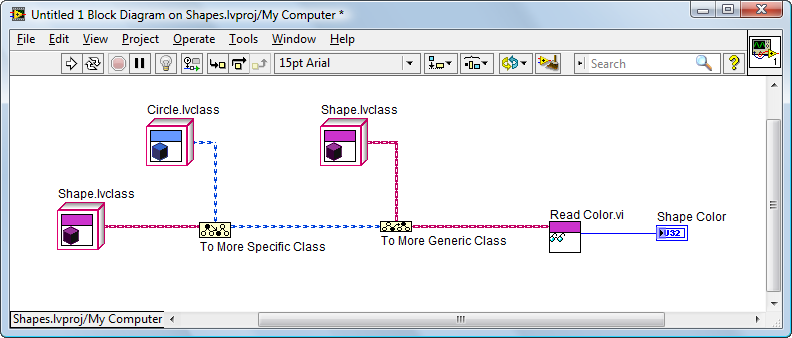 Untitled 1 Block Diagram on Shapes.lvproj/My Computer *
File Edit View Project Operate Tools Window Help
15pt Arial Search ? 1
Circle.lvclass Shape.lvclass
Shape.lvclass
Read Color.vi Shape Color
U32
To More Specific Class To More Generic Class
Shapes.lvproj/My Computer